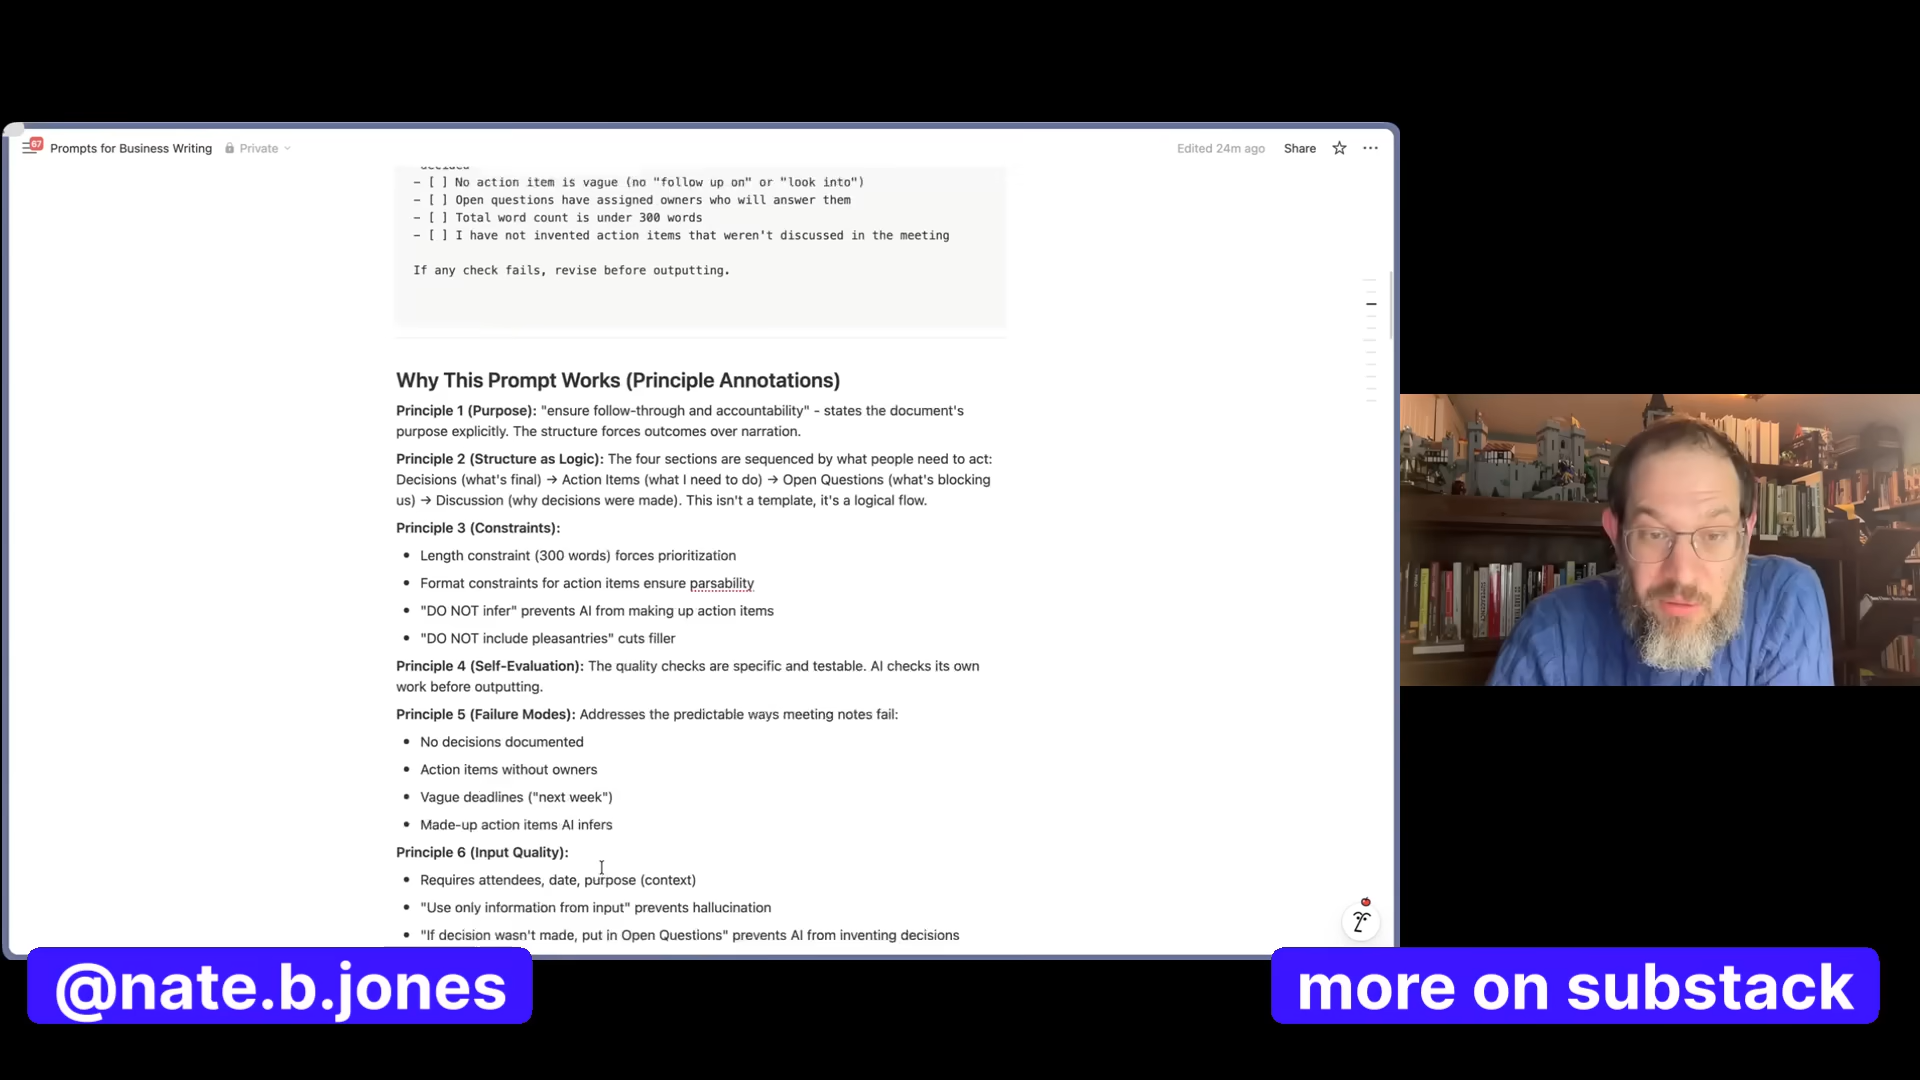 67 Prompts for Business Writing Private Edited 24m ago Share
decided
- [ ] No action item is vague (no "follow up on" or "look into")
- [ ] Open questions have assigned owners who will answer them
- [ ] Total word count is under 300 words
- [ ] I have not invented action items that weren't discussed in the meeting
If any check fails, revise before outputting.
Why This Prompt Works (Principle Annotations)
Principle 1 (Purpose): "ensure follow-through and accountability" - states the document's
purpose explicitly. The structure forces outcomes over narration.
Principle 2 (Structure as Logic): The four sections are sequenced by what people need to act:
Decisions (what's final) → Action Items (what I need to do) → Open Questions (what's blocking
us) → Discussion (why decisions were made). This isn't a template, it's a logical flow.
Principle 3 (Constraints):
• Length constraint (300 words) forces prioritization
• Format constraints for action items ensure parsability
• "DO NOT infer" prevents AI from making up action items
• "DO NOT include pleasantries" cuts filler
Principle 4 (Self-Evaluation): The quality checks are specific and testable. AI checks its own
work before outputting.
Principle 5 (Failure Modes): Addresses the predictable ways meeting notes fail:
• No decisions documented
• Action items without owners
• Vague deadlines ("next week")
• Made-up action items AI infers
Principle 6 (Input Quality):
• Requires attendees, date, purpose (context)
• "Use only information from input" prevents hallucination
• "If decision wasn't made, put in Open Questions" prevents AI from inventing decisions
@nate.b.jones
more on substack